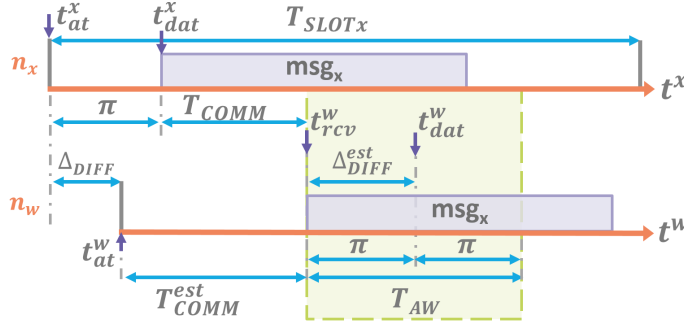 t^x_at t^x_dat T_SLOTx
n_x msg_x t^x
π T_COMM t^w_rcv t^w_dat
Δ_DIFF Δ^est_DIFF
n_w msg_x t^w
t^w_at π π
T^est_COMM T_AW